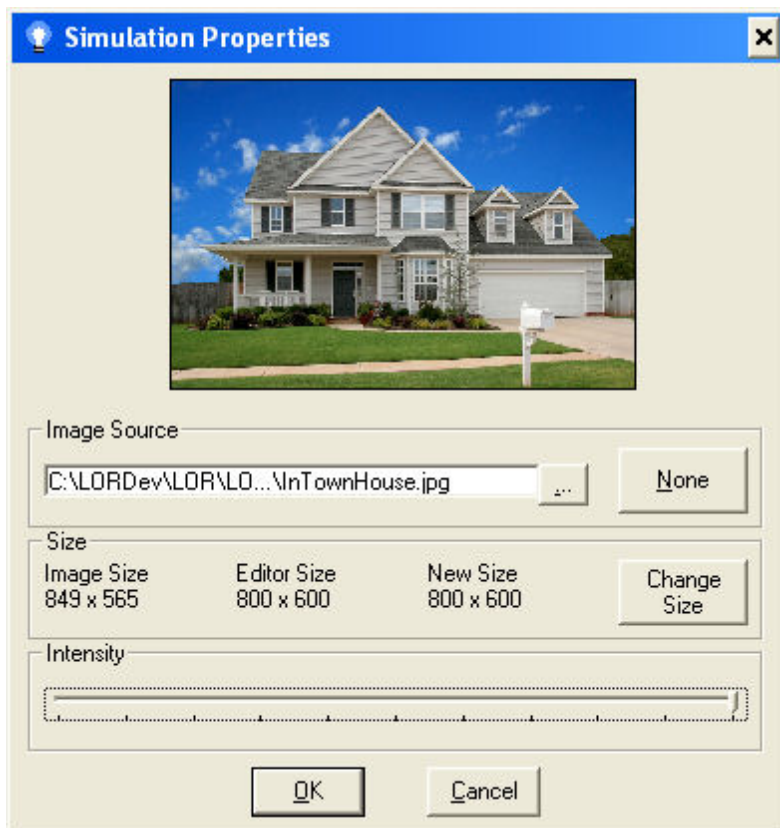 Simulation Properties
Image Source
C:\LORDev\LOR\LO...\InTownHouse.jpg
...
None
Size
Image Size
849 x 565
Editor Size
800 x 600
New Size
800 x 600
Change
Size
Intensity
OK
Cancel